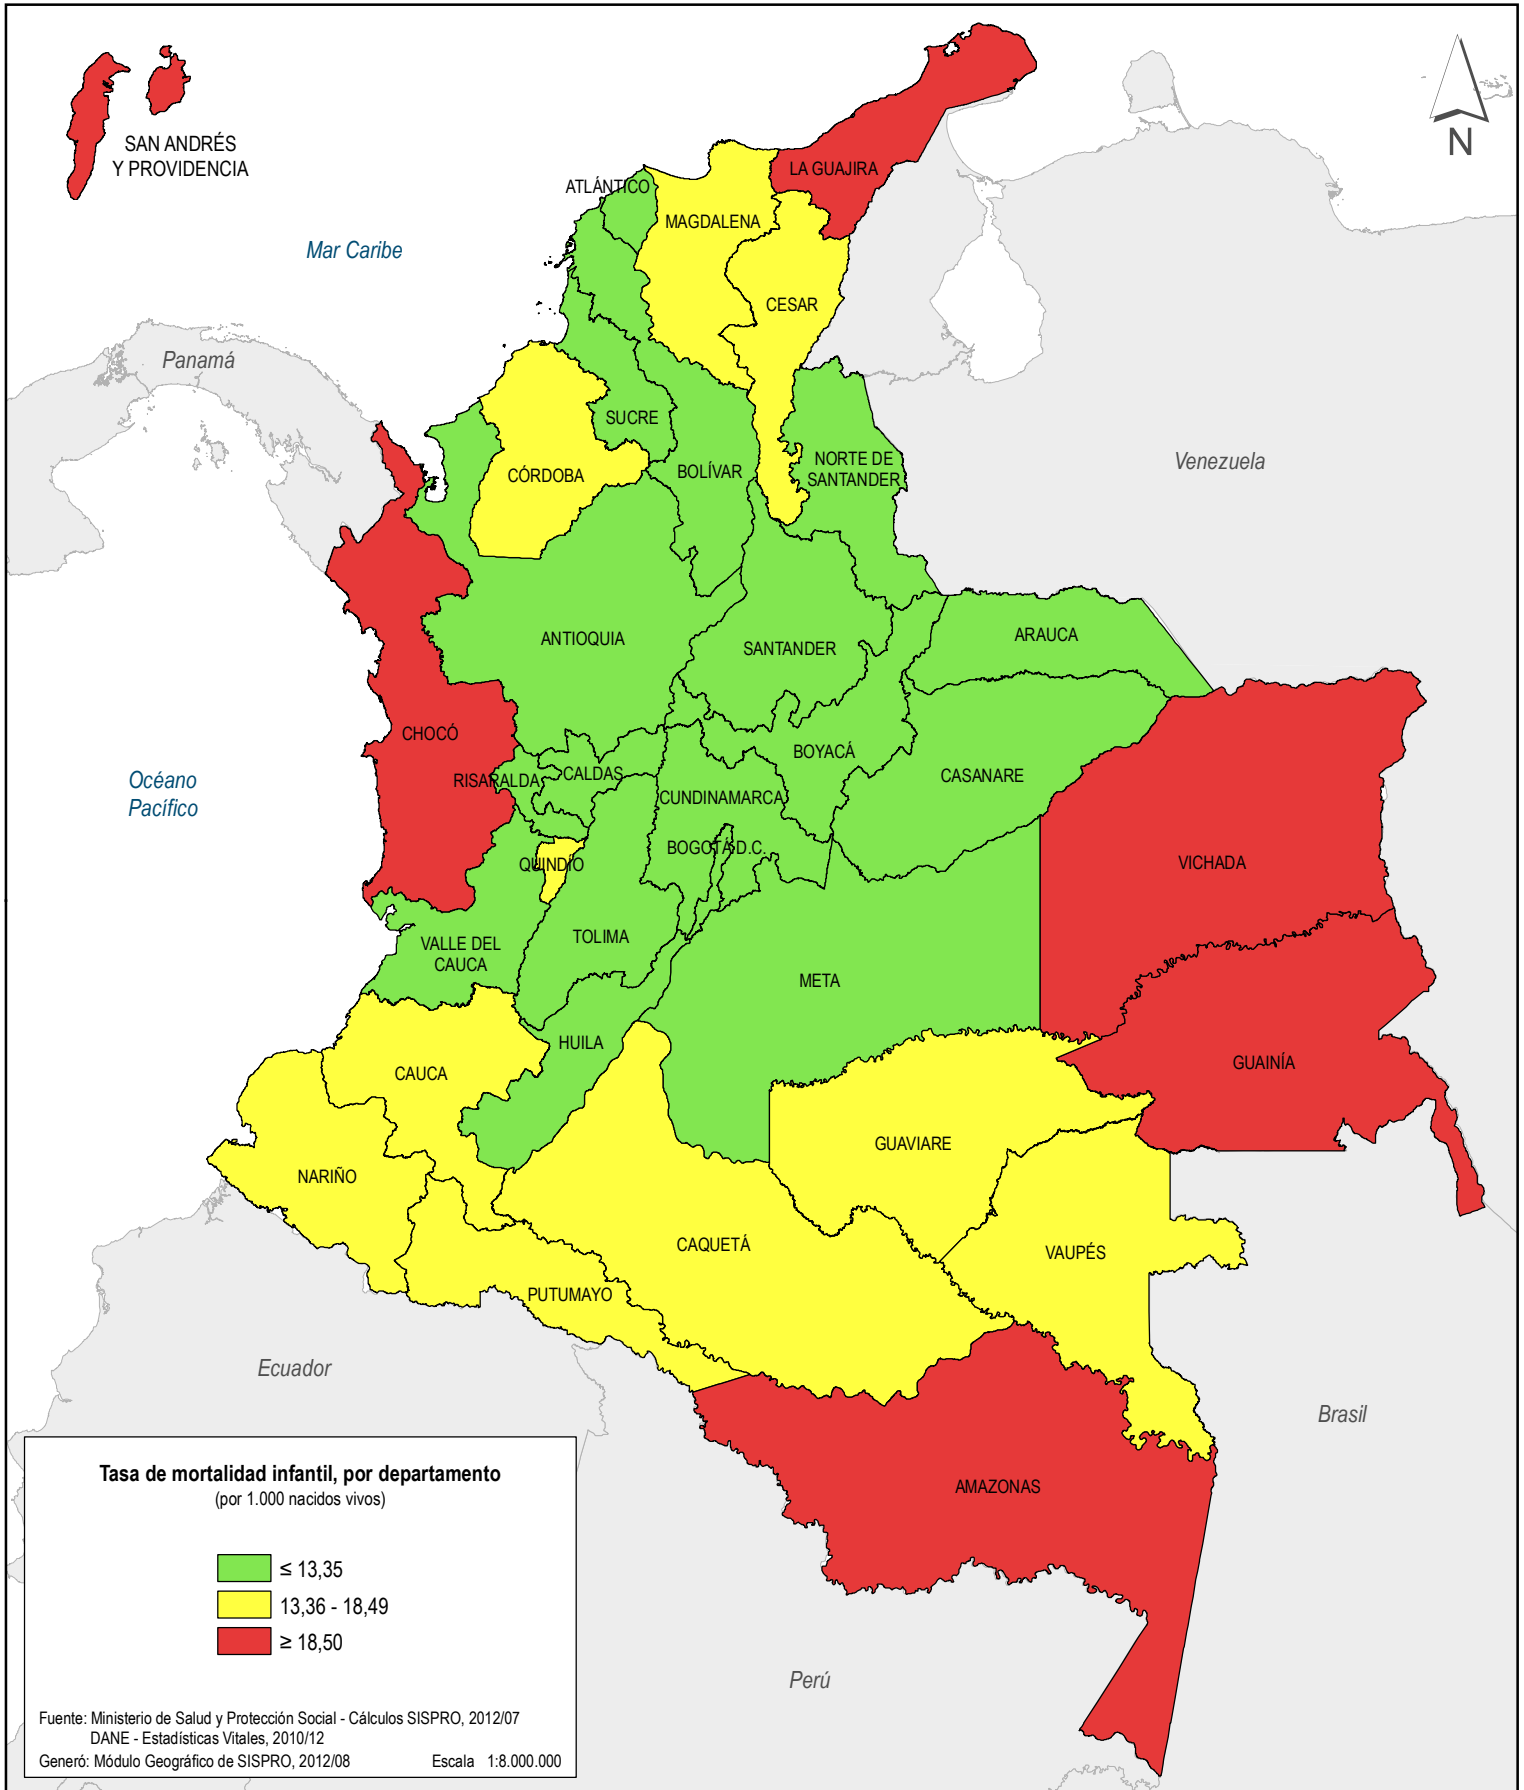 SAN ANDRÉS
Y PROVIDENCIA
N
LA GUAJIRA
ATLÁNTICO
MAGDALENA
Mar Caribe
CESAR
Panamá
SUCRE
NORTE DE
SANTANDER
Venezuela
CÓRDOBA
BOLÍVAR
ANTIOQUIA
SANTANDER
ARAUCA
CHOCÓ
BOYACÁ
Océano
Pacífico
RISARALDA
CALDAS
CASANARE
CUNDINAMARCA
BOGOTÁ D.C.
QUINDÍO
VICHADA
VALLE DEL
CAUCA
TOLIMA
META
HUILA
CAUCA
GUAINÍA
GUAVIARE
NARIÑO
CAQUETÁ
VAUPÉS
PUTUMAYO
Ecuador
Brasil
AMAZONAS
Perú
Tasa de mortalidad infantil, por departamento
(por 1.000 nacidos vivos)
≤ 13,35
13,36 - 18,49
≥ 18,50
Fuente: Ministerio de Salud y Protección Social - Cálculos SISPRO, 2012/07
DANE - Estadísticas Vitales, 2010/12
Generó: Módulo Geográfico de SISPRO, 2012/08 Escala 1:8.000.000